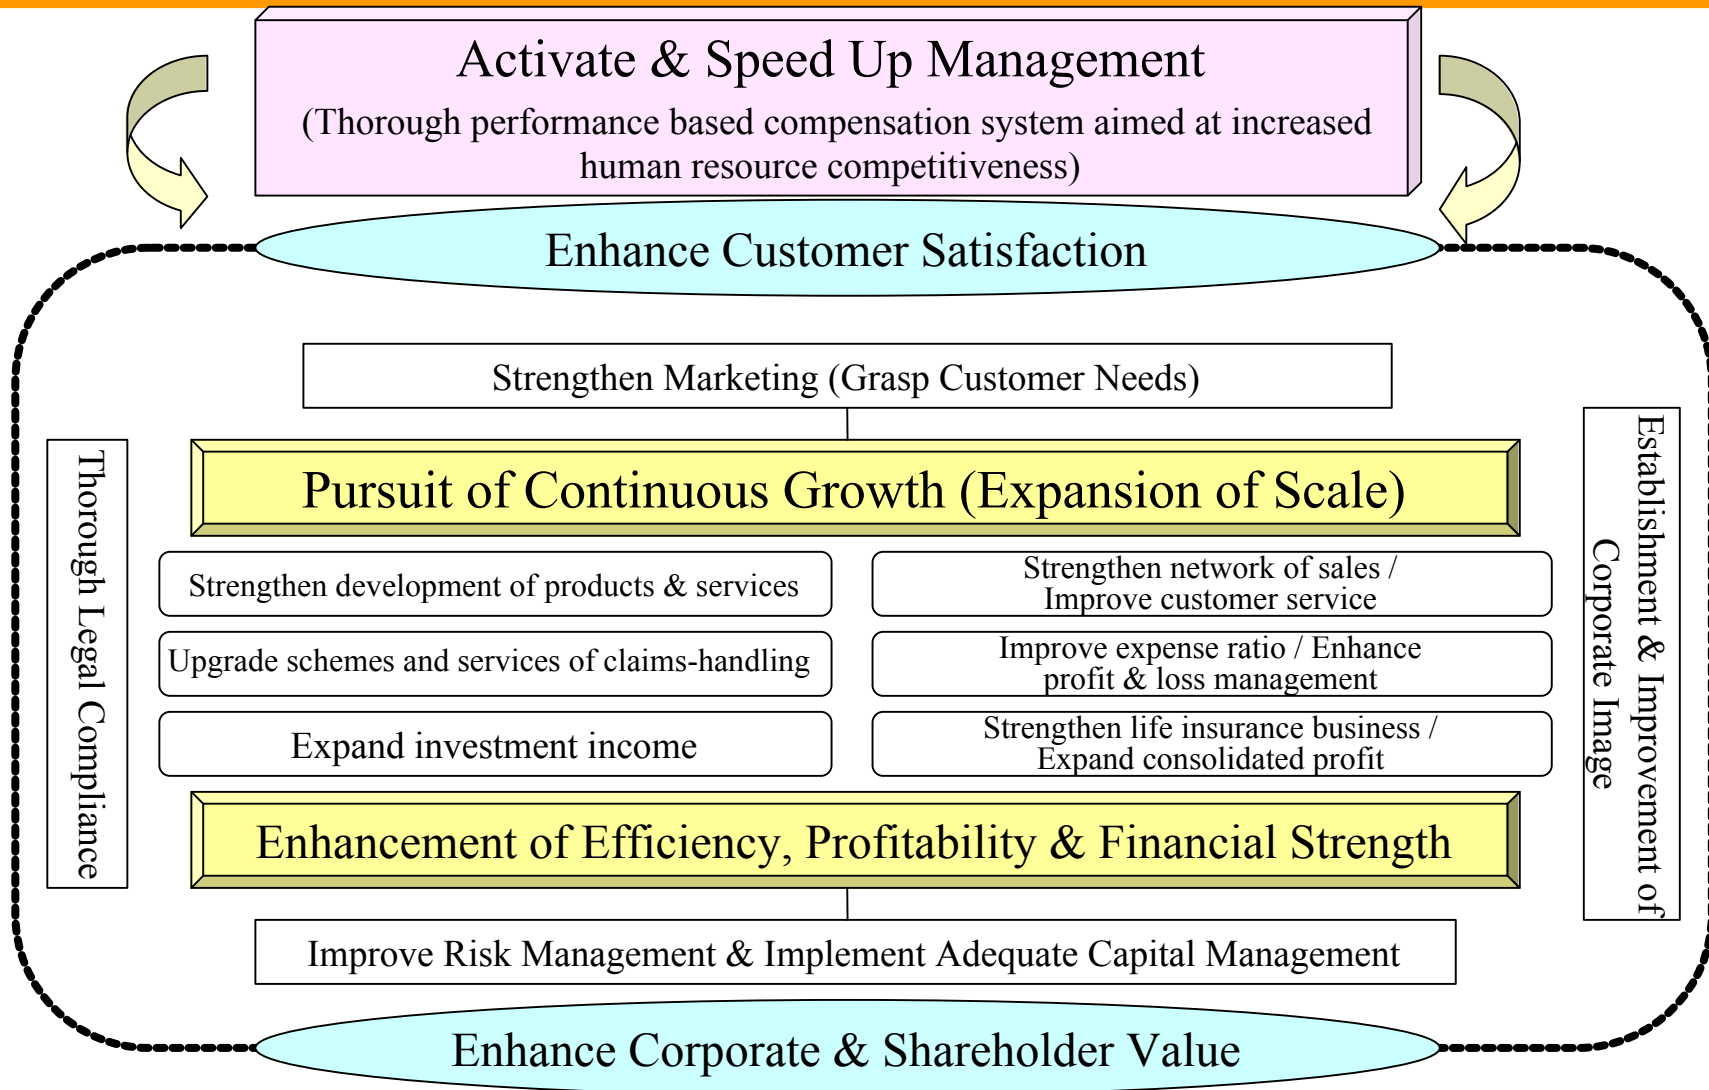 Activate & Speed Up Management
(Thorough performance based compensation system aimed at increased
human resource competitiveness)
Enhance Customer Satisfaction
Strengthen Marketing (Grasp Customer Needs)
Thorough Legal Compliance
Pursuit of Continuous Growth (Expansion of Scale)
Strengthen development of products & services
Strengthen network of sales /
Improve customer service
Upgrade schemes and services of claims-handling
Improve expense ratio / Enhance
profit & loss management
Expand investment income
Strengthen life insurance business /
Expand consolidated profit
Establishment & Improvement of
Corporate Image
Enhancement of Efficiency, Profitability & Financial Strength
Improve Risk Management & Implement Adequate Capital Management
Enhance Corporate & Shareholder Value